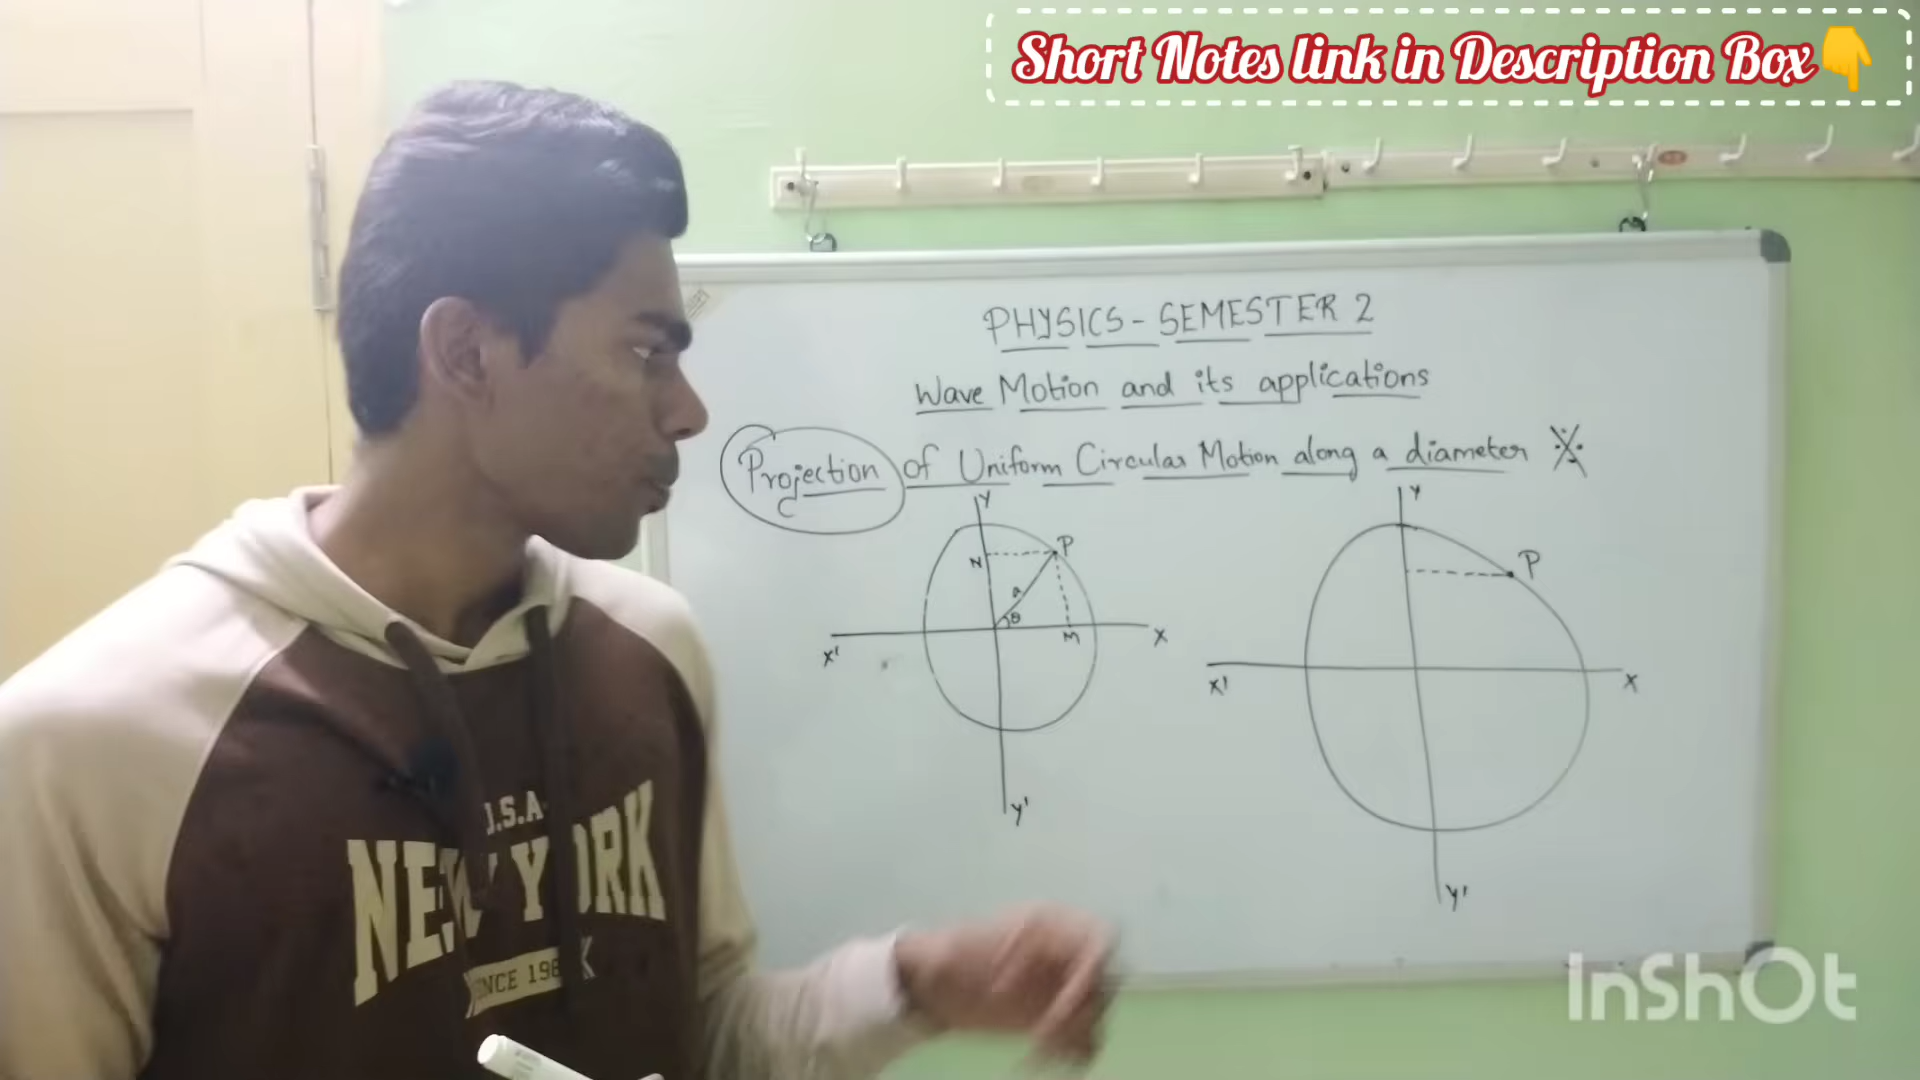 Short Notes link in Description Box👇
PHYSICS - SEMESTER 2
Wave Motion and its applications
Projection of Uniform Circular Motion along a diameter
Y
P
N
a
θ
M
X
X'
Y'
Y
P
X'
X
Y'
U.S.A
NEW YORK
SINCE 198
InShOt